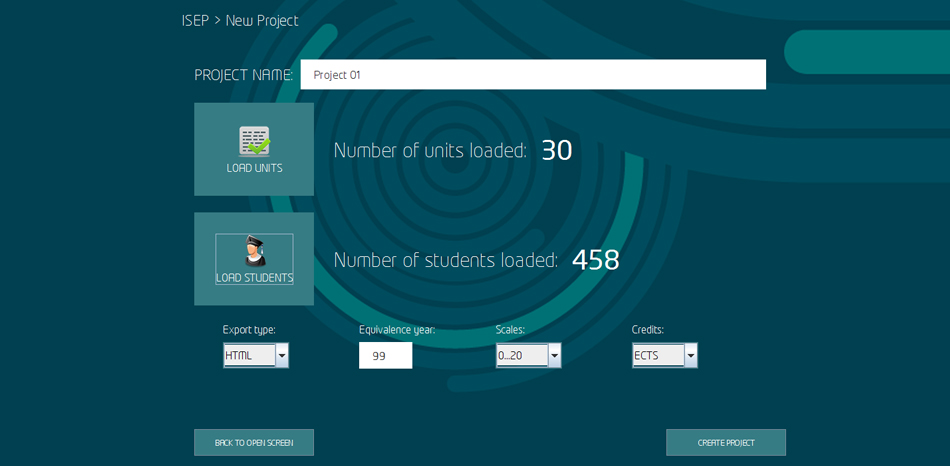 ISEP > New Project
PROJECT NAME: Project 01
LOAD UNITS
Number of units loaded: 30
LOAD STUDENTS
Number of students loaded: 458
Export type: Equivalence year: Scales: Credits:
HTML 99 0...20 ECTS
BACK TO OPEN SCREEN CREATE PROJECT